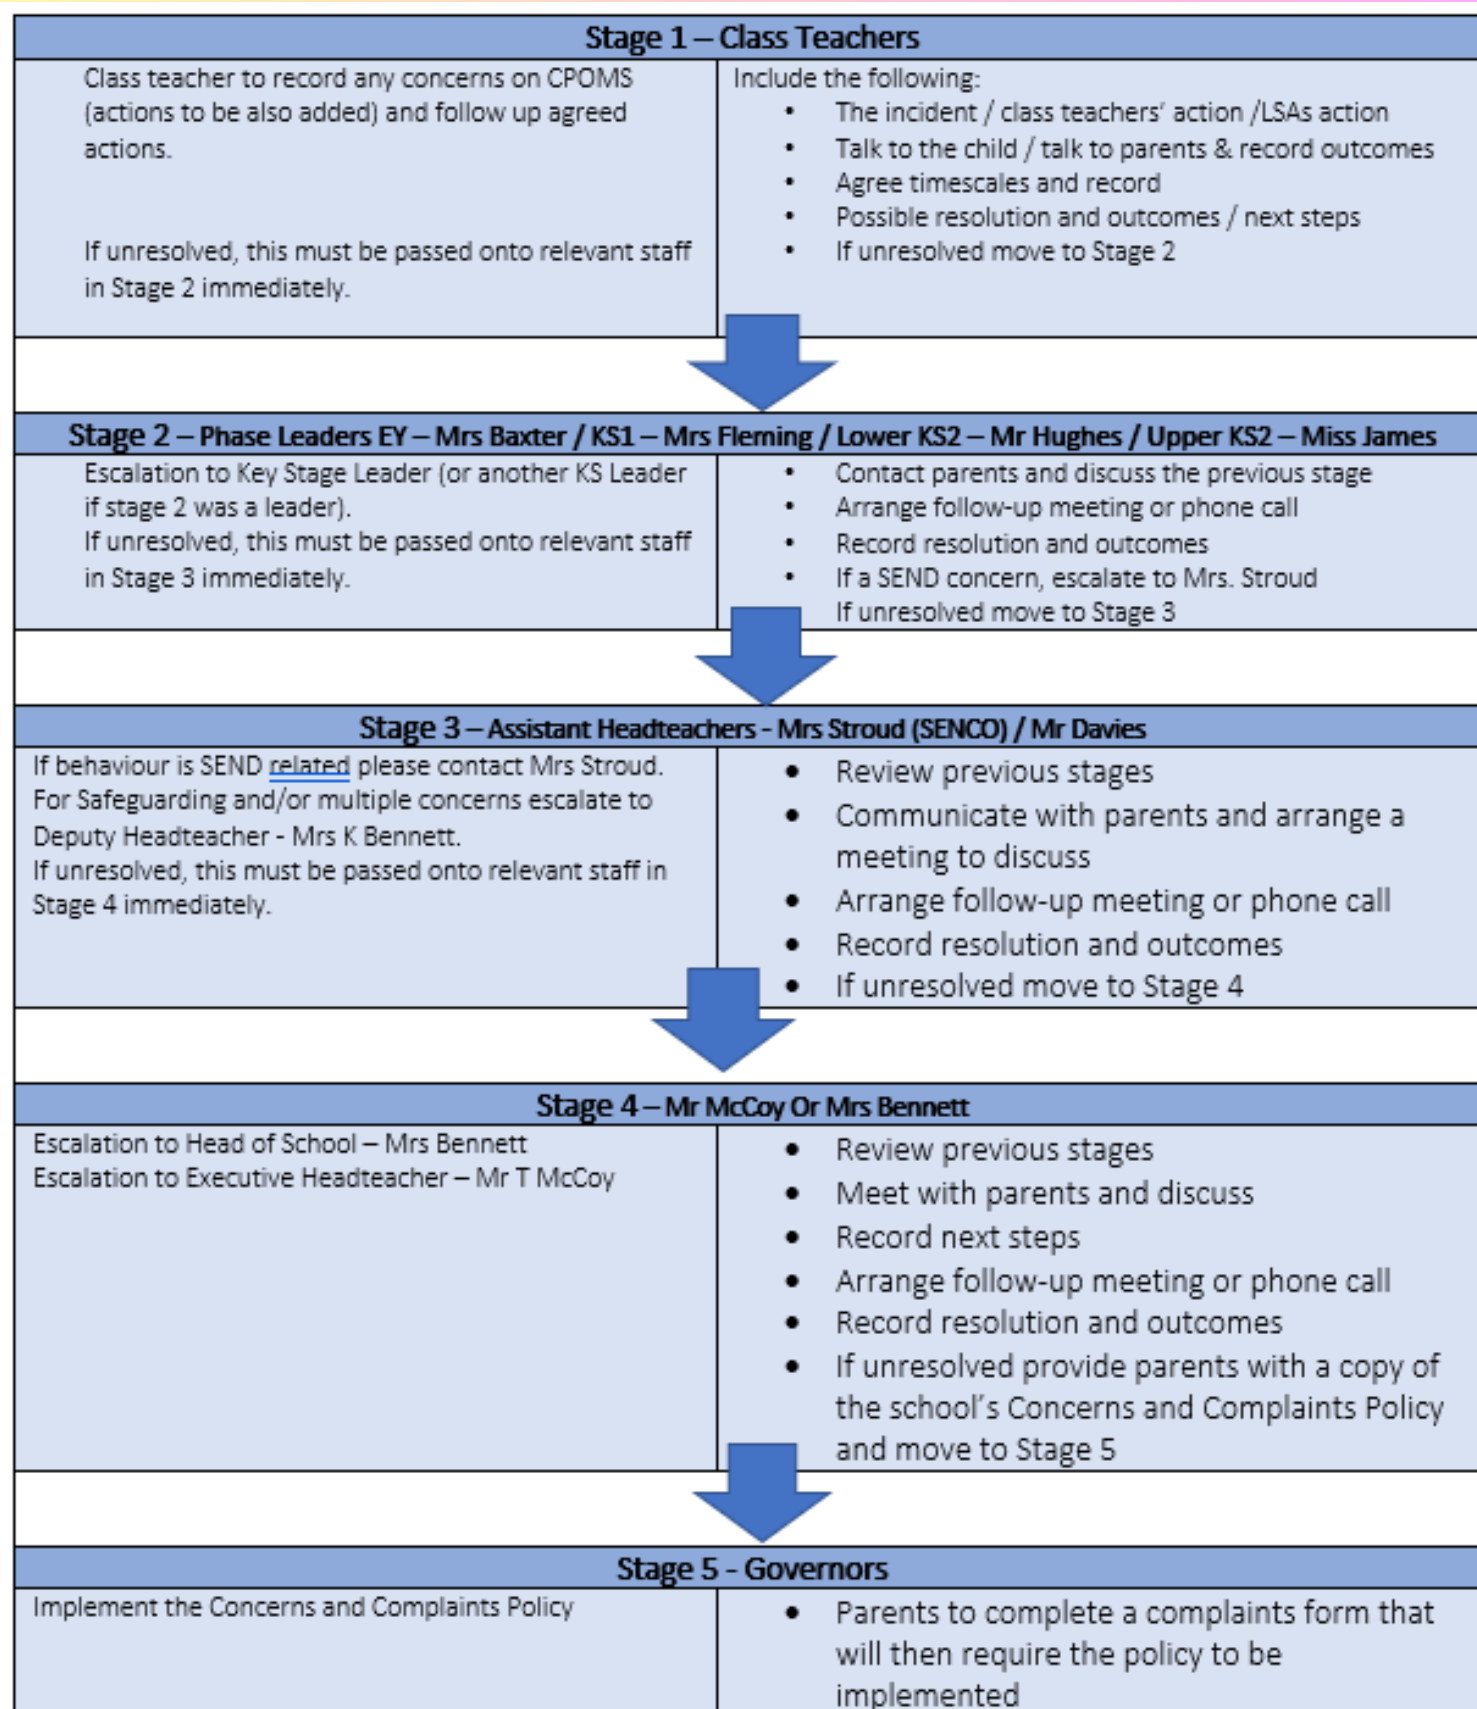 Stage 1 – Class Teachers
Class teacher to record any concerns on CPOMS
(actions to be also added) and follow up agreed
actions.
If unresolved, this must be passed onto relevant staff
in Stage 2 immediately.
Include the following:
• The incident / class teachers' action /LSAs action
• Talk to the child / talk to parents & record outcomes
• Agree timescales and record
• Possible resolution and outcomes / next steps
• If unresolved move to Stage 2
Stage 2 – Phase Leaders EY – Mrs Baxter / KS1 – Mrs Fleming / Lower KS2 – Mr Hughes / Upper KS2 – Miss James
Escalation to Key Stage Leader (or another KS Leader
if stage 2 was a leader).
If unresolved, this must be passed onto relevant staff
in Stage 3 immediately.
• Contact parents and discuss the previous stage
• Arrange follow-up meeting or phone call
• Record resolution and outcomes
• If a SEND concern, escalate to Mrs. Stroud
If unresolved move to Stage 3
Stage 3 – Assistant Headteachers - Mrs Stroud (SENCO) / Mr Davies
If behaviour is SEND related please contact Mrs Stroud.
For Safeguarding and/or multiple concerns escalate to
Deputy Headteacher - Mrs K Bennett.
If unresolved, this must be passed onto relevant staff in
Stage 4 immediately.
• Review previous stages
• Communicate with parents and arrange a
meeting to discuss
• Arrange follow-up meeting or phone call
• Record resolution and outcomes
• If unresolved move to Stage 4
Stage 4 – Mr McCoy Or Mrs Bennett
Escalation to Head of School – Mrs Bennett
Escalation to Executive Headteacher – Mr T McCoy
• Review previous stages
• Meet with parents and discuss
• Record next steps
• Arrange follow-up meeting or phone call
• Record resolution and outcomes
• If unresolved provide parents with a copy of
the school's Concerns and Complaints Policy
and move to Stage 5
Stage 5 - Governors
Implement the Concerns and Complaints Policy
• Parents to complete a complaints form that
will then require the policy to be
implemented